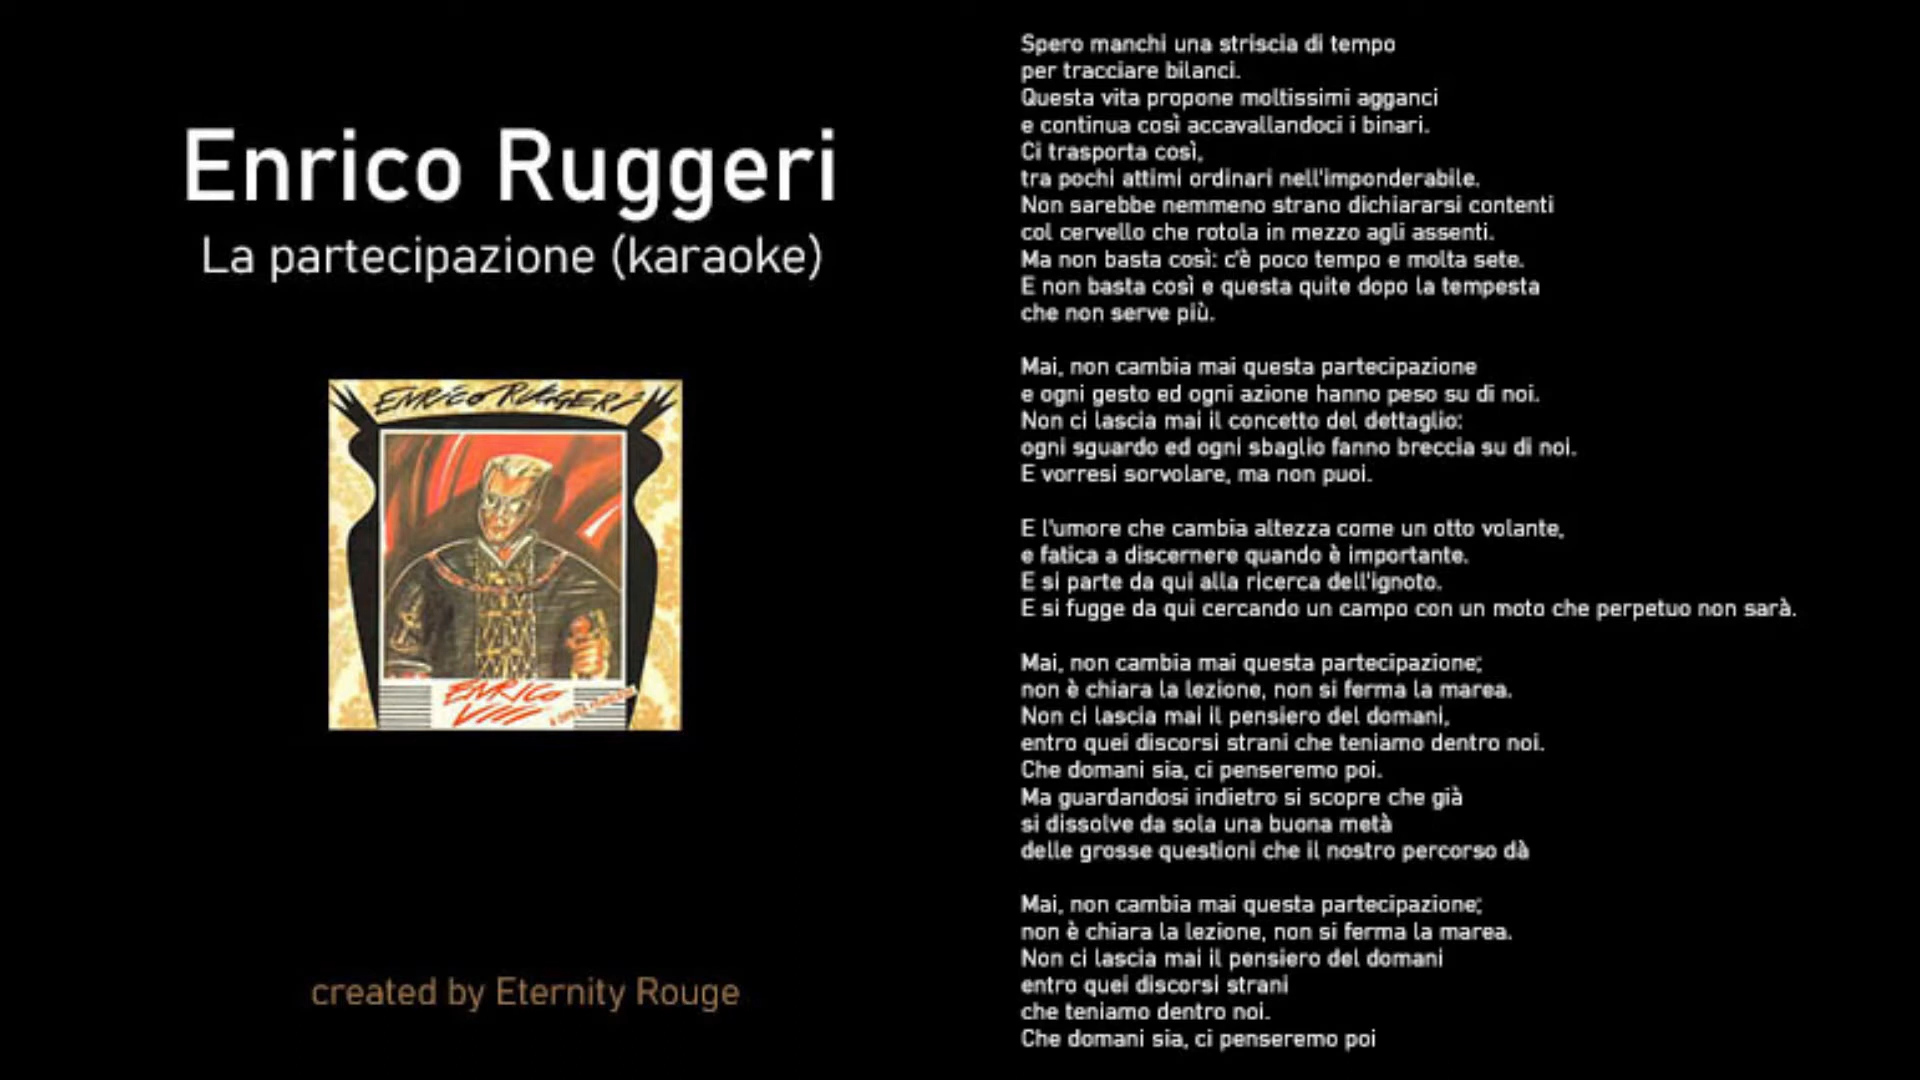 Enrico Ruggeri
La partecipazione (karaoke)
ENRICO RUGGERI
ENRICO
VIII
created by Eternity Rouge
Spero manchi una striscia di tempo
per tracciare bilanci.
Questa vita propone moltissimi agganci
e continua così accavallandoci i binari.
Ci trasporta così,
tra pochi attimi ordinari nell'imponderabile.
Non sarebbe nemmeno strano dichiararsi contenti
col cervello che rotola in mezzo agli assenti.
Ma non basta così: c'è poco tempo e molta sete.
E non basta così e questa quite dopo la tempesta
che non serve più.
Mai, non cambia mai questa partecipazione
e ogni gesto ed ogni azione hanno peso su di noi.
Non ci lascia mai il concetto del dettaglio:
ogni sguardo ed ogni sbaglio fanno breccia su di noi.
E vorresi sorvolare, ma non puoi.
E l'umore che cambia altezza come un otto volante,
e fatica a discernere quando è importante.
E si parte da qui alla ricerca dell'ignoto.
E si fugge da qui cercando un campo con un moto che perpetuo non sarà.
Mai, non cambia mai questa partecipazione;
non è chiara la lezione, non si ferma la marea.
Non ci lascia mai il pensiero del domani,
entro quei discorsi strani che teniamo dentro noi.
Che domani sia, ci penseremo poi.
Ma guardandosi indietro si scopre che già
si dissolve da sola una buona metà
delle grosse questioni che il nostro percorso dà
Mai, non cambia mai questa partecipazione;
non è chiara la lezione, non si ferma la marea.
Non ci lascia mai il pensiero del domani
entro quei discorsi strani
che teniamo dentro noi.
Che domani sia, ci penseremo poi